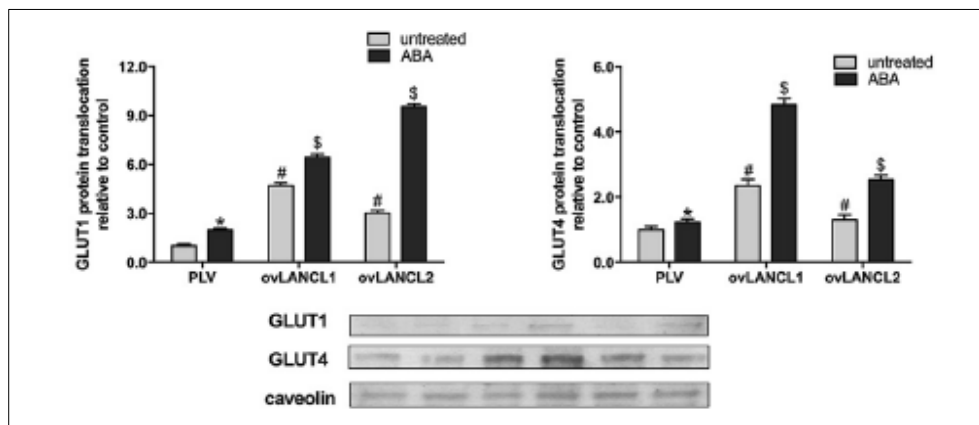 untreated
ABA
GLUT1 protein translocation
relative to control
12.0
9.0
6.0
3.0
0.0
*
#
$
#
$
PLV
ovLANCL1
ovLANCL2
untreated
ABA
GLUT4 protein translocation
relative to control
6.0
4.0
2.0
0.0
*
#
$
#
$
PLV
ovLANCL1
ovLANCL2
GLUT1
GLUT4
caveolin